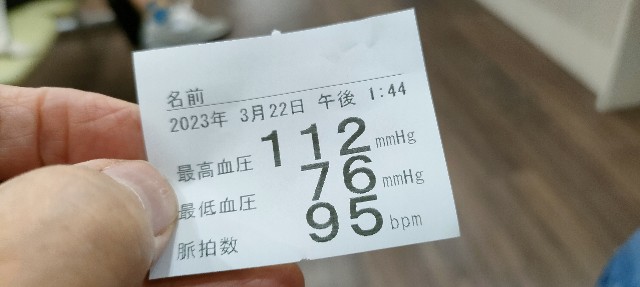 名前
2023年 3月22日 午後 1:44
最高血圧 112 mmHg
最低血圧 76 mmHg
脈拍数 95 bpm